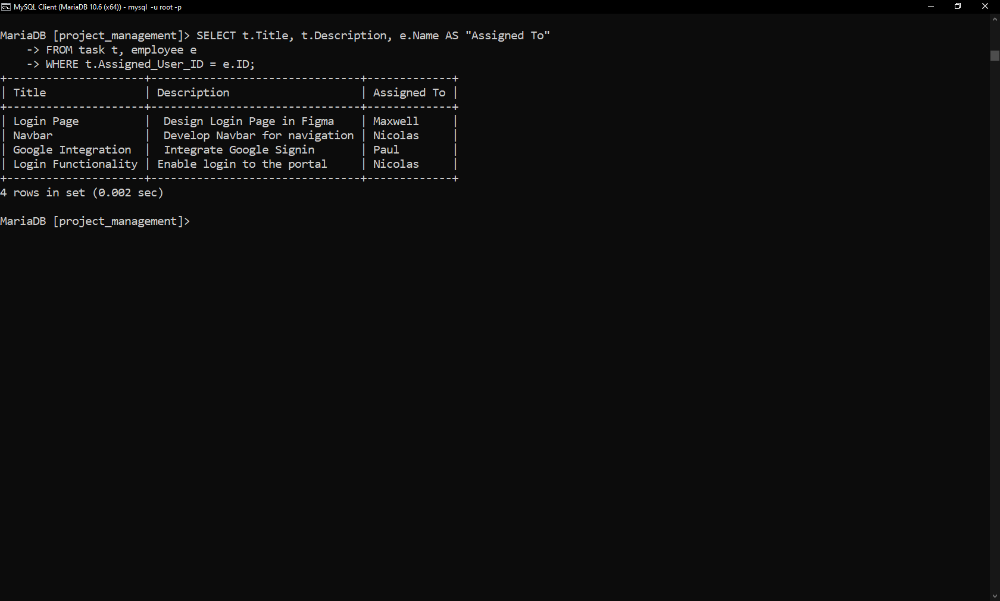 MySQL Client (MariaDB 10.6 (x64)) - mysql  -u root -p
MariaDB [project_management]> SELECT t.Title, t.Description, e.Name AS "Assigned To"
    -> FROM task t, employee e
    -> WHERE t.Assigned_User_ID = e.ID;
+---------------------+--------------------------------+-------------+
| Title               | Description                    | Assigned To |
+---------------------+--------------------------------+-------------+
| Login Page          |  Design Login Page in Figma    | Maxwell     |
| Navbar              |  Develop Navbar for navigation | Nicolas     |
| Google Integration  |  Integrate Google Signin       | Paul        |
| Login Functionality | Enable login to the portal     | Nicolas     |
+---------------------+--------------------------------+-------------+
4 rows in set (0.002 sec)
MariaDB [project_management]>